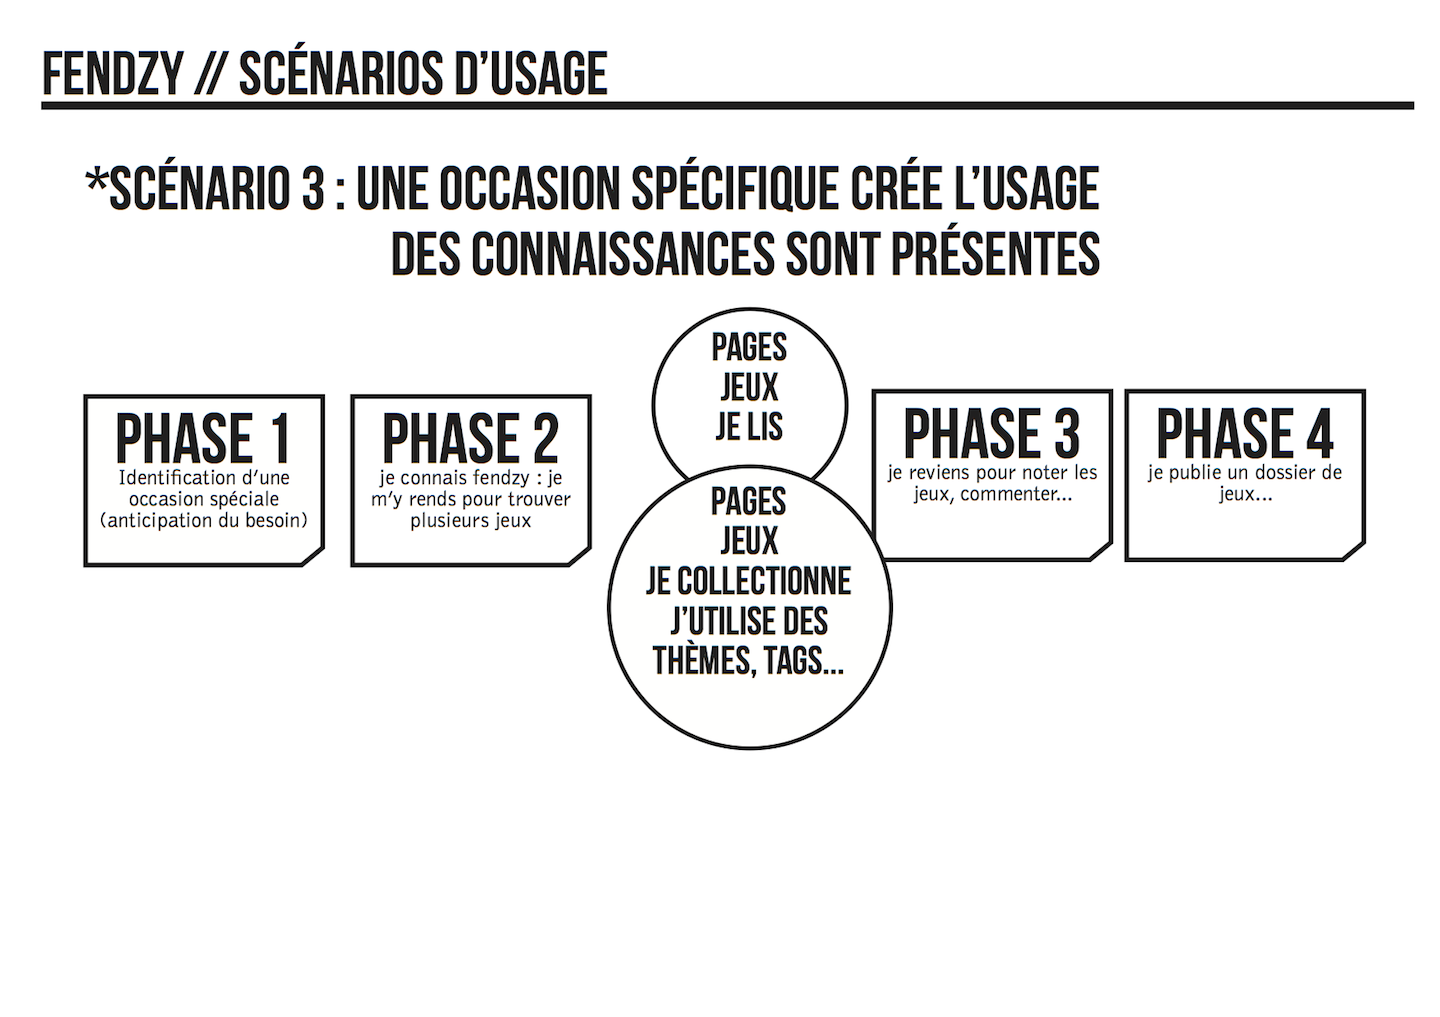 FENDZY // SCÉNARIOS D'USAGE
*SCÉNARIO 3 : UNE OCCASION SPÉCIFIQUE CRÉE L'USAGE
DES CONNAISSANCES SONT PRÉSENTES
PHASE 1
Identification d'une
occasion spéciale
(anticipation du besoin)
PHASE 2
je connais fendzy : je
m'y rends pour trouver
plusieurs jeux
PAGES
JEUX
JE LIS
PAGES
JEUX
JE COLLECTIONNE
J'UTILISE DES
THÈMES, TAGS...
PHASE 3
je reviens pour noter les
jeux, commenter...
PHASE 4
je publie un dossier de
jeux...